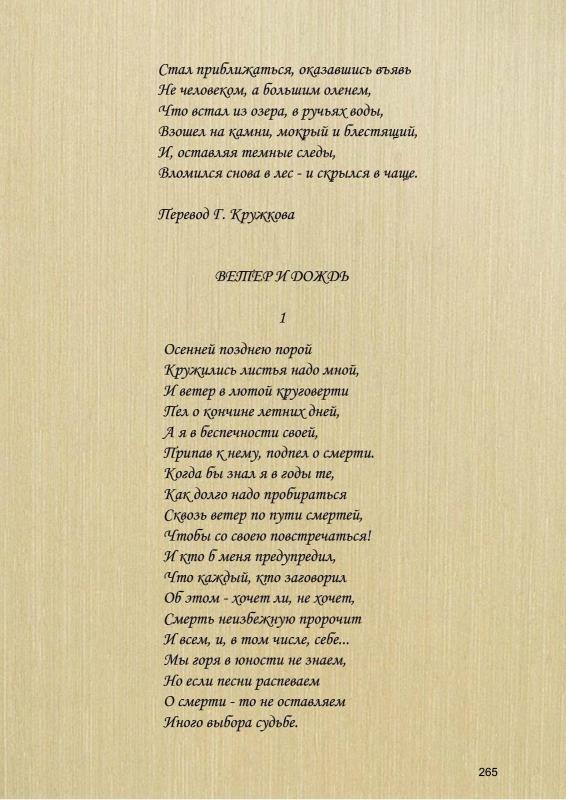 Стал приближаться, оказавшись въявь
Не человеком, а большим оленем,
Что встал из озера, в ручьях воды,
Взошел на камни, мокрый и блестящий,
И, оставляя темные следы,
Вломился снова в лес - и скрылся в чаще.
Перевод Г. Кружкова
ВЕТЕР И ДОЖДЬ
1
Осенней позднею порой
Кружились листья надо мной,
И ветер в лютой круговерти
Пел о кончине летних дней,
А я в беспечности своей,
Припав к нему, подпел о смерти.
Когда бы знал я в годы те,
Как долго надо пробираться
Сквозь ветер по пути смертей,
Чтобы со своею повстречаться!
И кто б меня предупредил,
Что каждый, кто заговорил
Об этом - хочет ли, не хочет,
Смерть неизбежную пророчит
И всем, и, в том числе, себе...
Мы горя в юности не знаем,
Но если песни распеваем
О смерти - то не оставляем
Иного выбора судьбе.
265